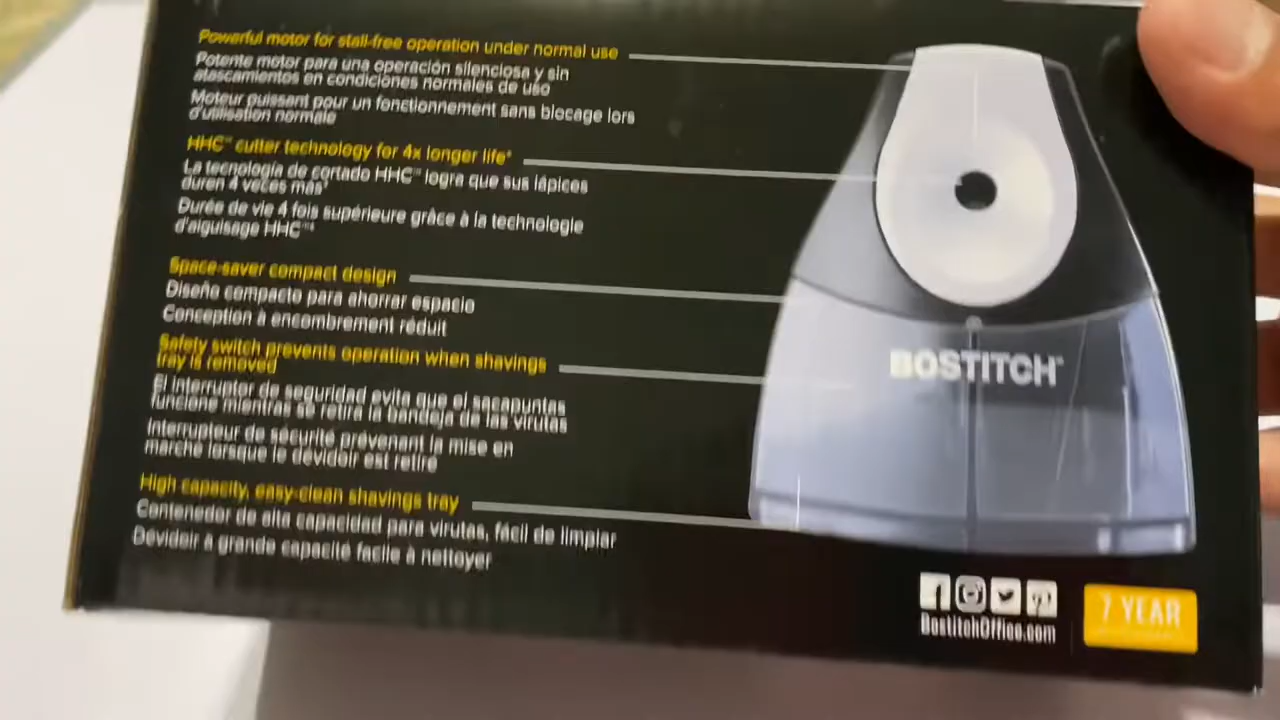 Powerful motor for stall-free operation under normal use
Potente motor para una operación silenciosa y sin
atascamientos en condiciones normales de uso
Moteur puissant pour un fonctionnement sans blocage lors
d'utilisation normale
HHC™ cutter technology for 4x longer life*
La tecnología de cortado HHC™ logra que sus lápices
duren 4 veces más*
Durée de vie 4 fois supérieure grâce à la technologie
d'aiguisage HHC™*
Space-saver compact design
Diseño compacto para ahorrar espacio
Conception à encombrement réduit
Safety switch prevents operation when shavings
tray is removed
El interruptor de seguridad evita que el sacapuntas
funcione mientras se retira la bandeja de las virutas
Interrupteur de sécurité prévenant la mise en
marche lorsque le dévidoir est retiré
High capacity, easy-clean shavings tray
Contenedor de alta capacidad para virutas, fácil de limpiar
Dévidoir à grande capacité facile à nettoyer
BOSTITCH™
BostitchOffice.com
7 YEAR